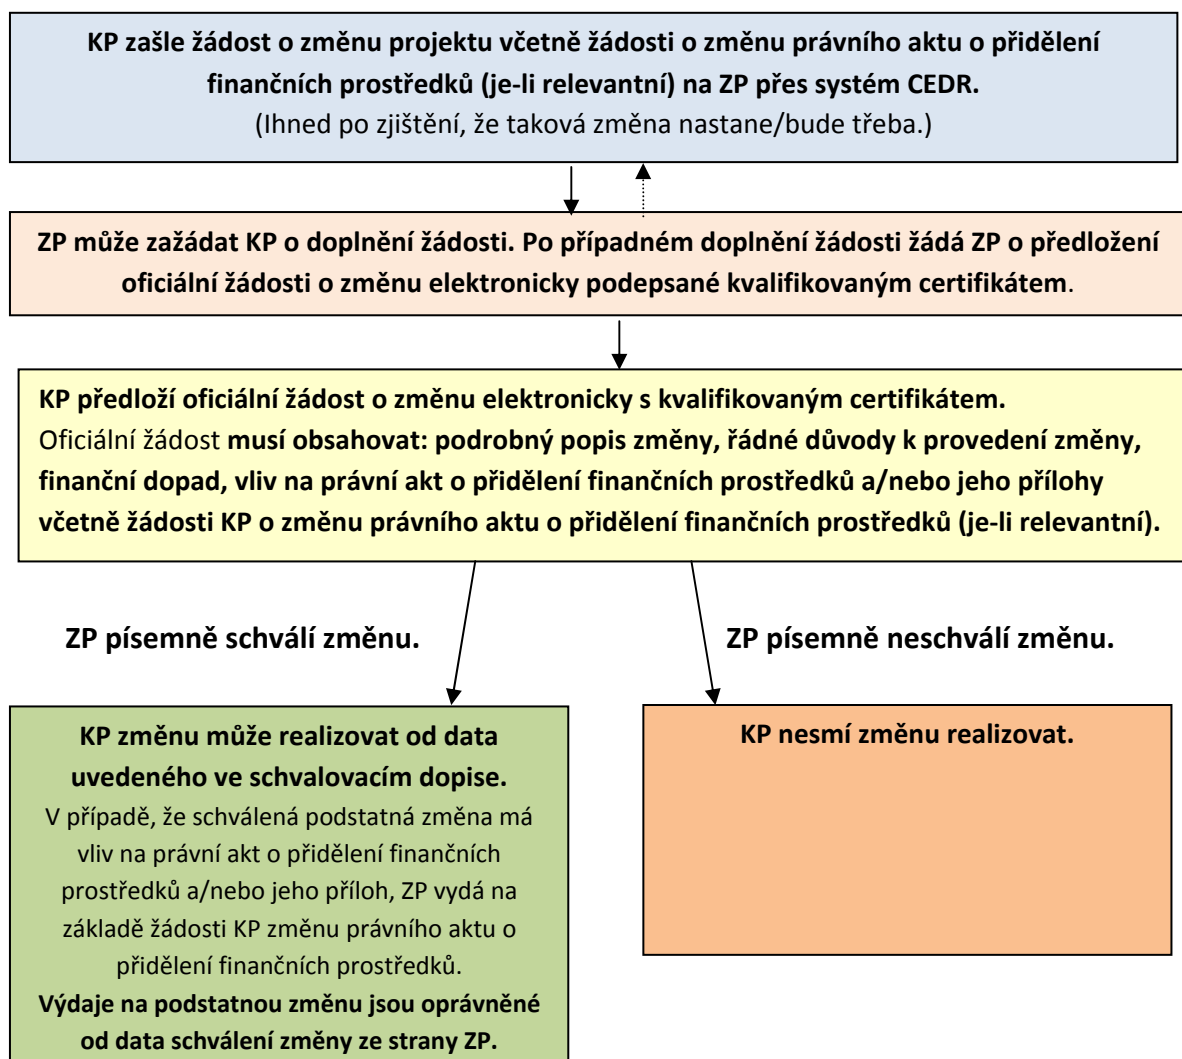 KP zašle žádost o změnu projektu včetně žádosti o změnu právního aktu o přidělení
finančních prostředků (je-li relevantní) na ZP přes systém CEDR.
(Ihned po zjištění, že taková změna nastane/bude třeba.)
ZP může zažádat KP o doplnění žádosti. Po případném doplnění žádosti žádá ZP o předložení
oficiální žádosti o změnu elektronicky podepsané kvalifikovaným certifikátem.
KP předloží oficiální žádost o změnu elektronicky s kvalifikovaným certifikátem.
Oficiální žádost musí obsahovat: podrobný popis změny, řádné důvody k provedení změny,
finanční dopad, vliv na právní akt o přidělení finančních prostředků a/nebo jeho přílohy
včetně žádosti KP o změnu právního aktu o přidělení finančních prostředků (je-li relevantní).
ZP písemně schválí změnu.
ZP písemně neschválí změnu.
KP změnu může realizovat od data
uvedeného ve schvalovacím dopise.
V případě, že schválená podstatná změna má
vliv na právní akt o přidělení finančních
prostředků a/nebo jeho příloh, ZP vydá na
základě žádosti KP změnu právního aktu o
přidělení finančních prostředků.
Výdaje na podstatnou změnu jsou oprávněné
od data schválení změny ze strany ZP.
KP nesmí změnu realizovat.